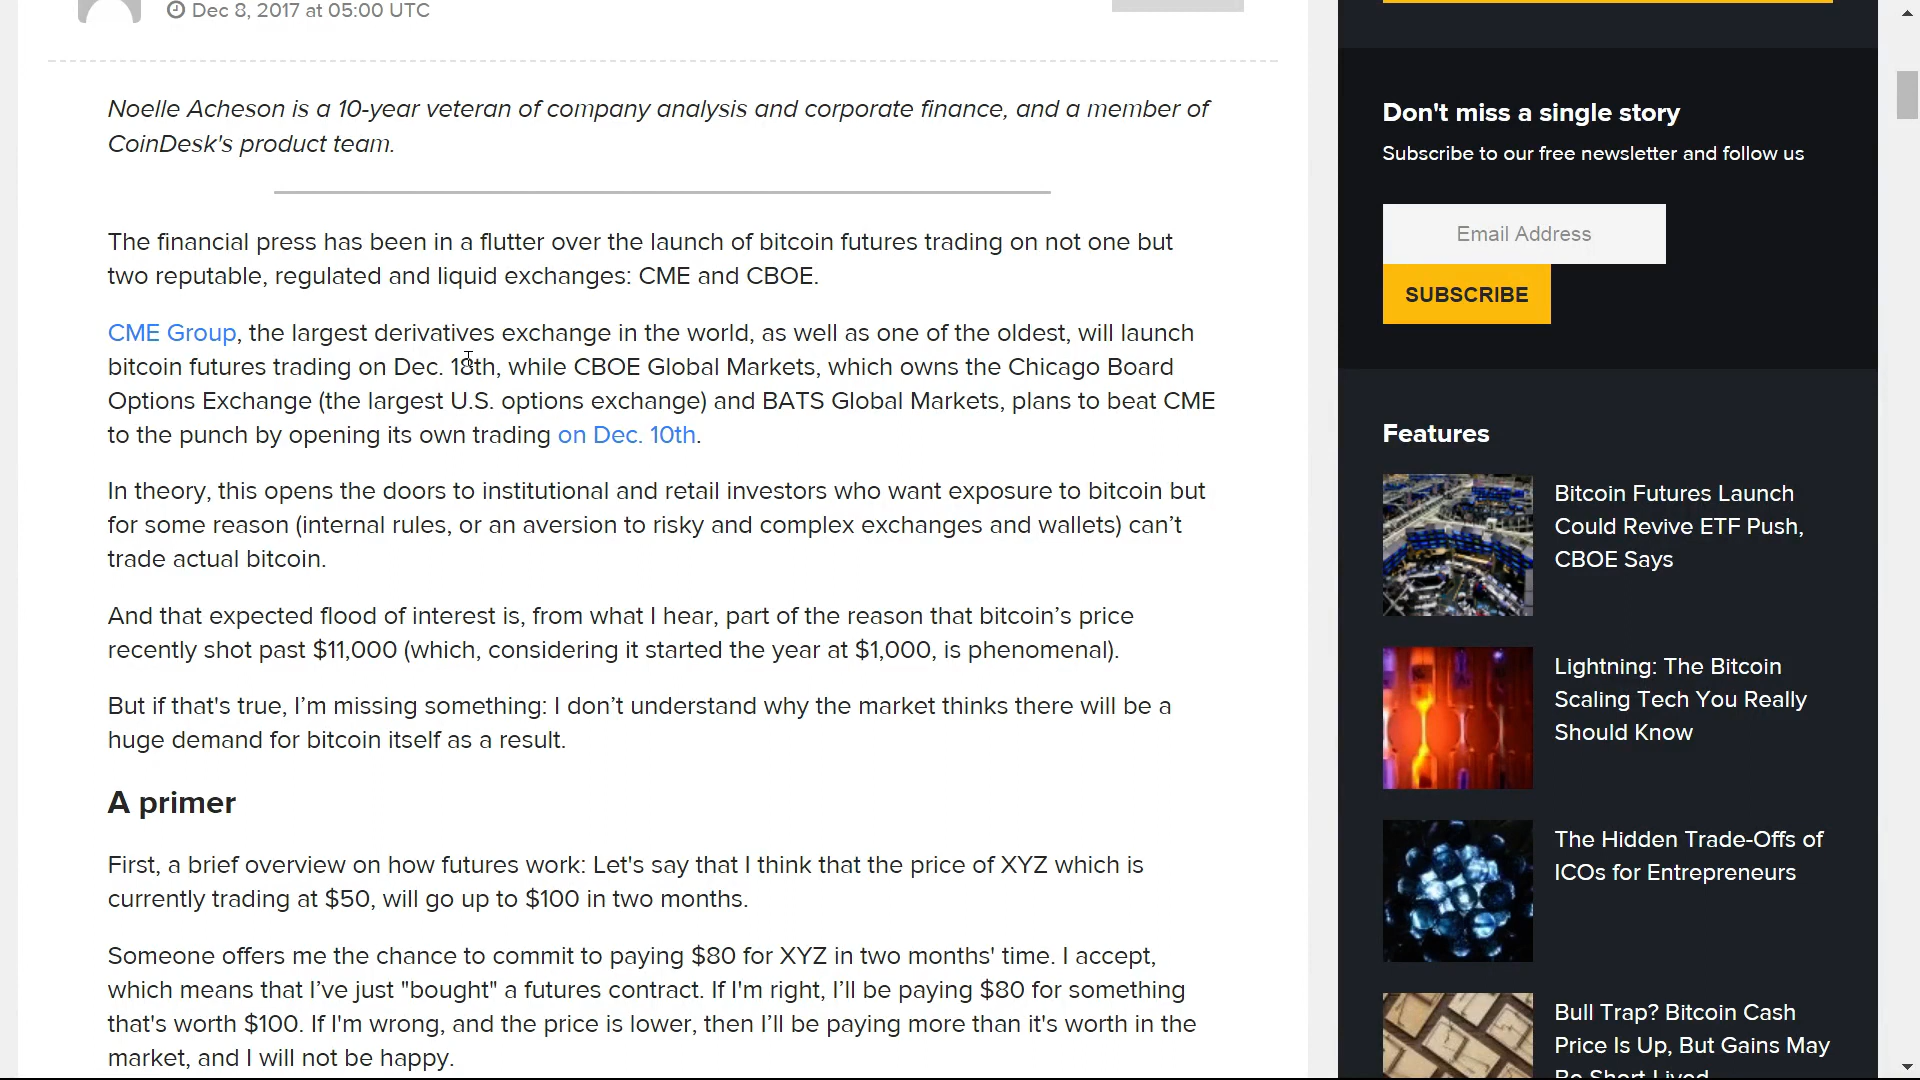 Dec 8, 2017 at 05:00 UTC
Noelle Acheson is a 10-year veteran of company analysis and corporate finance, and a member of
CoinDesk's product team.
The financial press has been in a flutter over the launch of bitcoin futures trading on not one but
two reputable, regulated and liquid exchanges: CME and CBOE.
CME Group, the largest derivatives exchange in the world, as well as one of the oldest, will launch
bitcoin futures trading on Dec. 18th, while CBOE Global Markets, which owns the Chicago Board
Options Exchange (the largest U.S. options exchange) and BATS Global Markets, plans to beat CME
to the punch by opening its own trading on Dec. 10th.
In theory, this opens the doors to institutional and retail investors who want exposure to bitcoin but
for some reason (internal rules, or an aversion to risky and complex exchanges and wallets) can’t
trade actual bitcoin.
And that expected flood of interest is, from what I hear, part of the reason that bitcoin’s price
recently shot past $11,000 (which, considering it started the year at $1,000, is phenomenal).
But if that's true, I’m missing something: I don’t understand why the market thinks there will be a
huge demand for bitcoin itself as a result.
A primer
First, a brief overview on how futures work: Let's say that I think that the price of XYZ which is
currently trading at $50, will go up to $100 in two months.
Someone offers me the chance to commit to paying $80 for XYZ in two months' time. I accept,
which means that I’ve just "bought" a futures contract. If I'm right, I’ll be paying $80 for something
that's worth $100. If I'm wrong, and the price is lower, then I’ll be paying more than it's worth in the
market, and I will not be happy.
Don't miss a single story
Subscribe to our free newsletter and follow us
Email Address
SUBSCRIBE
Features
Bitcoin Futures Launch
Could Revive ETF Push,
CBOE Says
Lightning: The Bitcoin
Scaling Tech You Really
Should Know
The Hidden Trade-Offs of
ICOs for Entrepreneurs
Bull Trap? Bitcoin Cash
Price Is Up, But Gains May
Be Short Lived